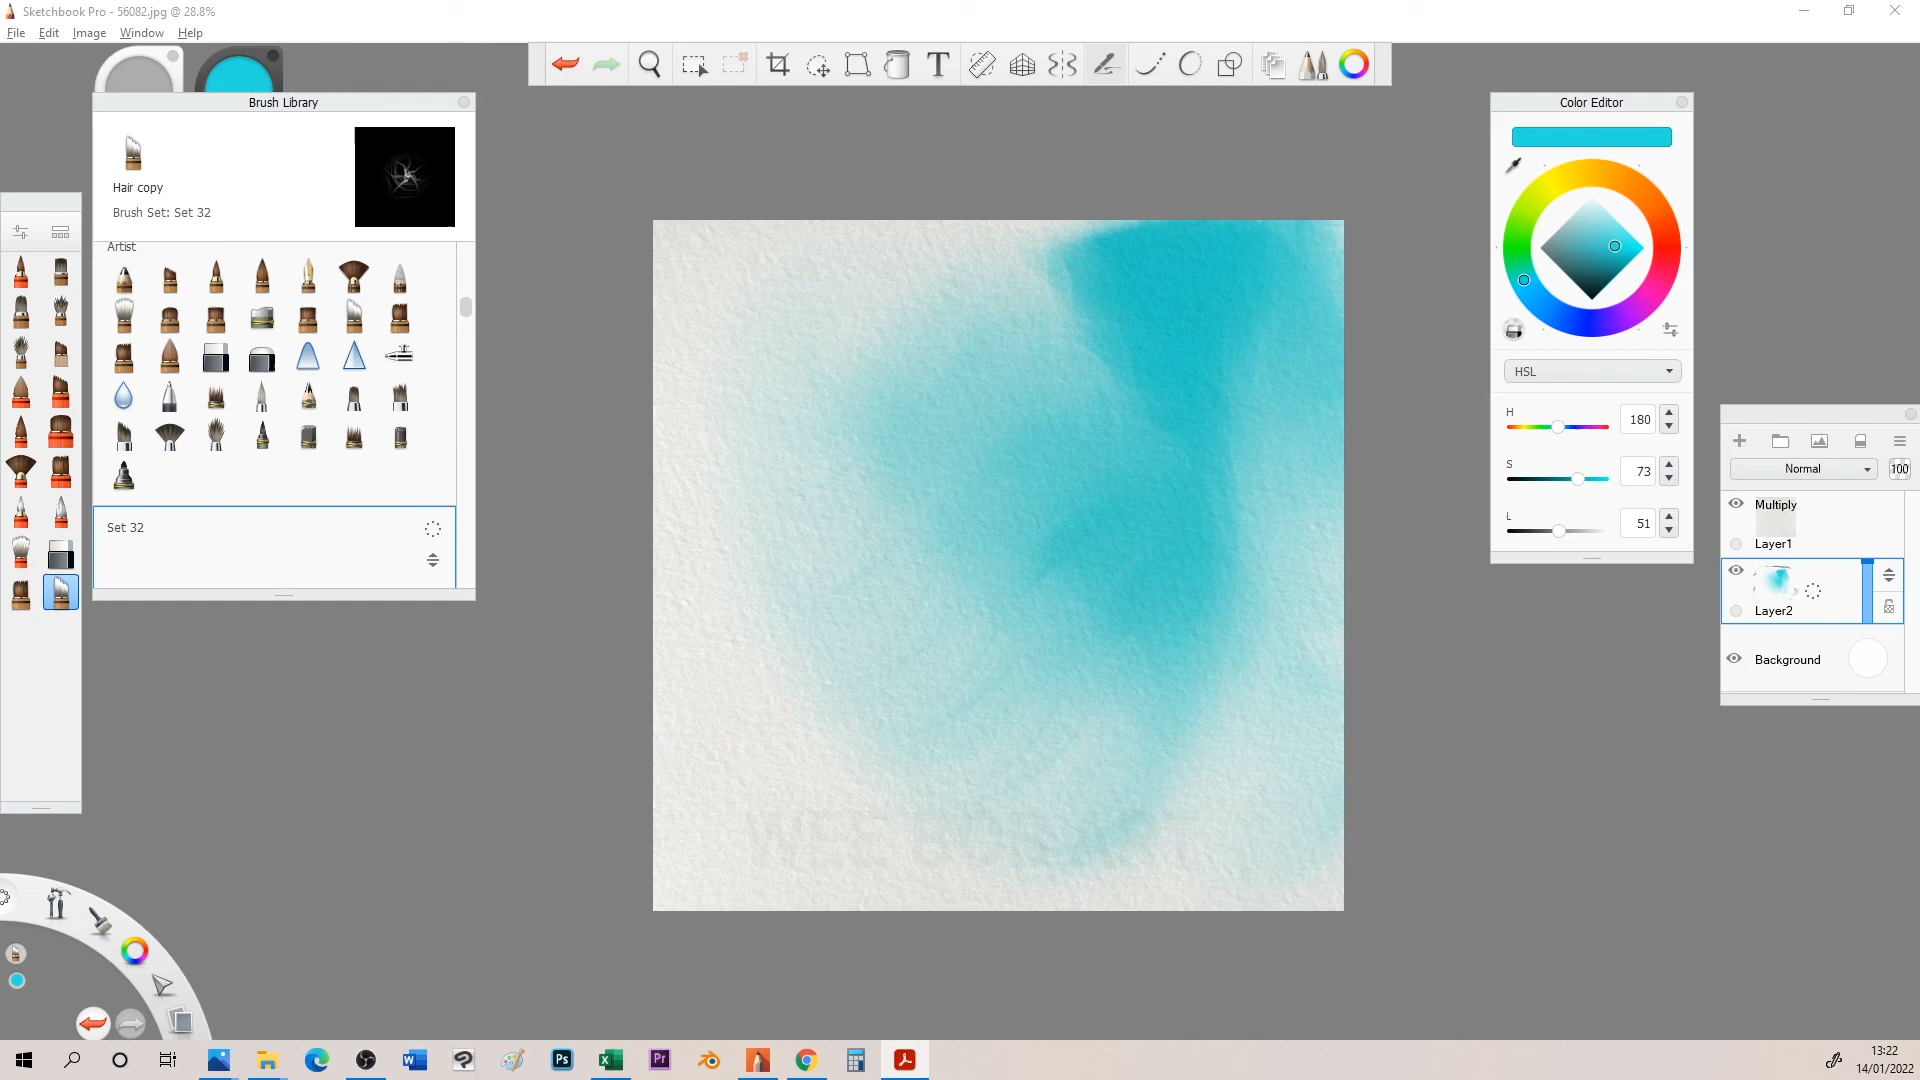 Sketchbook Pro - 56082.jpg @ 28.8%
File Edit Image Window Help
Brush Library
Hair copy
Brush Set: Set 32
Artist
Set 32
T
Color Editor
HSL
H 180
S 73
L 51
Normal 100
Multiply
Layer1
Layer2
Background
W
Ps
X
Pr
13:22
14/01/2022